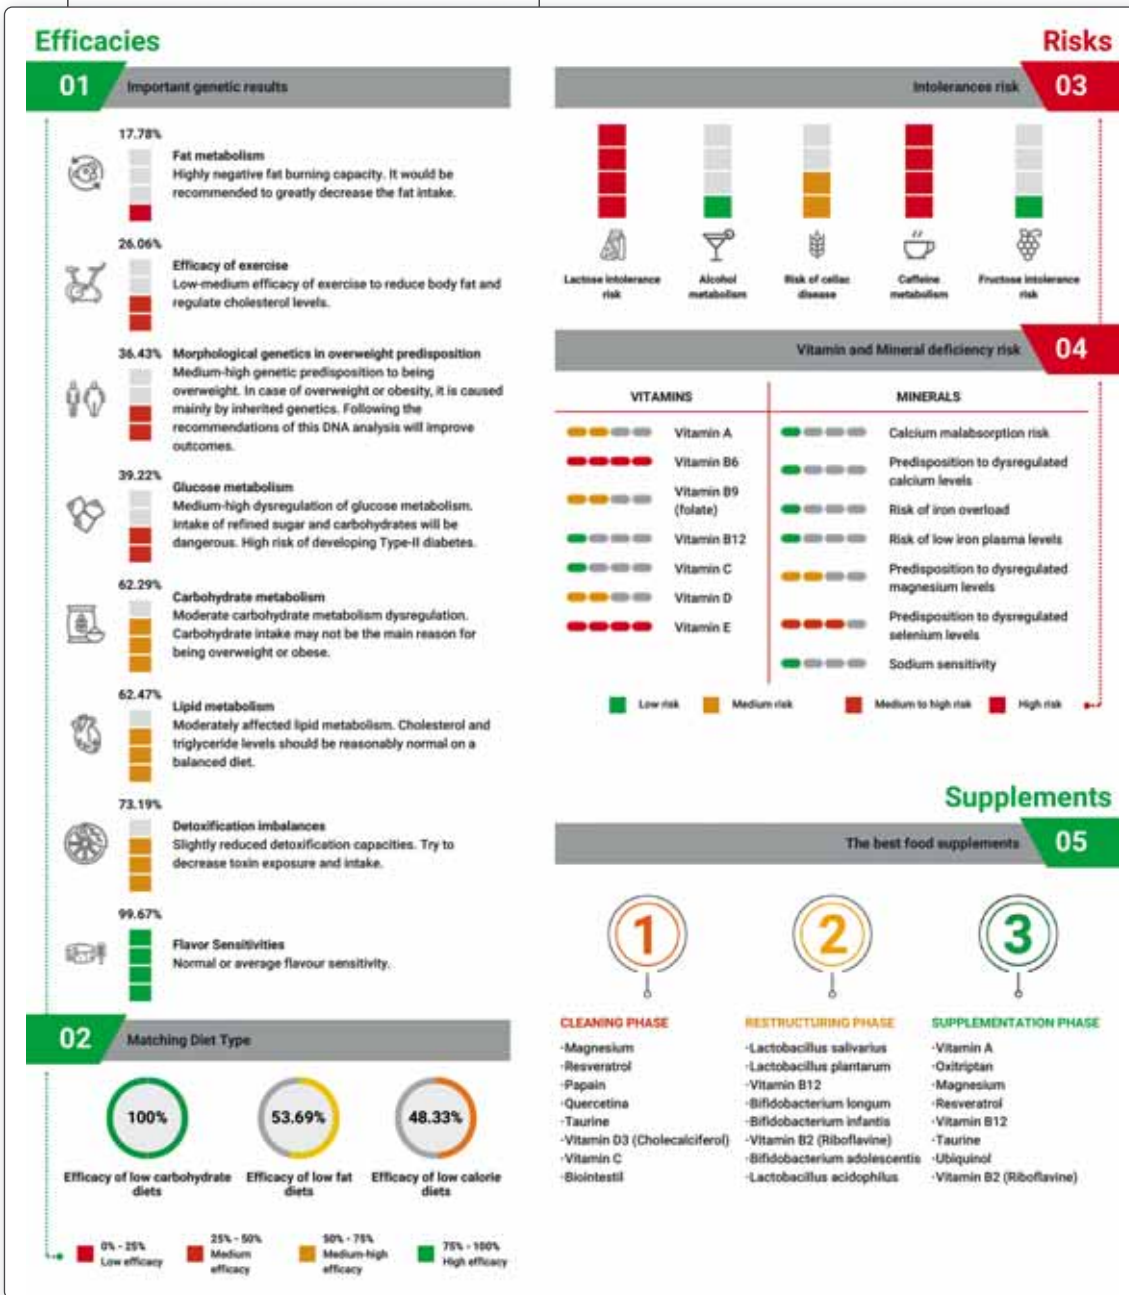 Efficacies
01
Important genetic results
17.78%
Fat metabolism
Highly negative fat burning capacity. It would be
recommended to greatly decrease the fat intake.
26.06%
Efficacy of exercise
Low-medium efficacy of exercise to reduce body fat and
regulate cholesterol levels.
36.43% Morphological genetics in overweight predisposition
Medium-high genetic predisposition to being
overweight. In case of overweight or obesity, it is caused
mainly by inherited genetics. Following the
recommendations of this DNA analysis will improve
outcomes.
39.22%
Glucose metabolism
Medium-high dysregulation of glucose metabolism.
Intake of refined sugar and carbohydrates will be
dangerous. High risk of developing Type-II diabetes.
62.29%
Carbohydrate metabolism
Moderate carbohydrate metabolism dysregulation.
Carbohydrate intake may not be the main reason for
being overweight or obese.
62.47%
Lipid metabolism
Moderately affected lipid metabolism. Cholesterol and
triglyceride levels should be reasonably normal on a
balanced diet.
73.19%
Detoxification imbalances
Slightly reduced detoxification capacities. Try to
decrease toxin exposure and intake.
99.67%
Flavor Sensitivities
Normal or average flavour sensitivity.
02
Matching Diet Type
100%
53.69%
48.33%
Efficacy of low carbohydrate
diets
Efficacy of low fat
diets
Efficacy of low calorie
diets
0% - 25%
Low efficacy
25% - 50%
Medium
efficacy
50% - 75%
Medium-high
efficacy
75% - 100%
High efficacy
Risks
Intolerances risk
03
Lactose intolerance
risk
Alcohol
metabolism
Risk of celiac
disease
Caffeine
metabolism
Fructose intolerance
risk
Vitamin and Mineral deficiency risk
04
VITAMINS
Vitamin A
Vitamin B6
Vitamin B9
(folate)
Vitamin B12
Vitamin C
Vitamin D
Vitamin E
MINERALS
Calcium malabsorption risk
Predisposition to dysregulated
calcium levels
Risk of iron overload
Risk of low iron plasma levels
Predisposition to dysregulated
magnesium levels
Predisposition to dysregulated
selenium levels
Sodium sensitivity
Low risk
Medium risk
Medium to high risk
High risk
Supplements
The best food supplements
05
1
CLEANING PHASE
-Magnesium
-Resveratrol
-Papain
-Quercetina
-Taurine
-Vitamin D3 (Cholecalciferol)
-Vitamin C
-Biointestil
2
RESTRUCTURING PHASE
-Lactobacillus salivarius
-Lactobacillus plantarum
-Vitamin B12
-Bifidobacterium longum
-Bifidobacterium infantis
-Vitamin B2 (Riboflavine)
-Bifidobacterium adolescentis
-Lactobacillus acidophilus
3
SUPPLEMENTATION PHASE
-Vitamin A
-Oxitriptan
-Magnesium
-Resveratrol
-Vitamin B12
-Taurine
-Ubiquinol
-Vitamin B2 (Riboflavine)